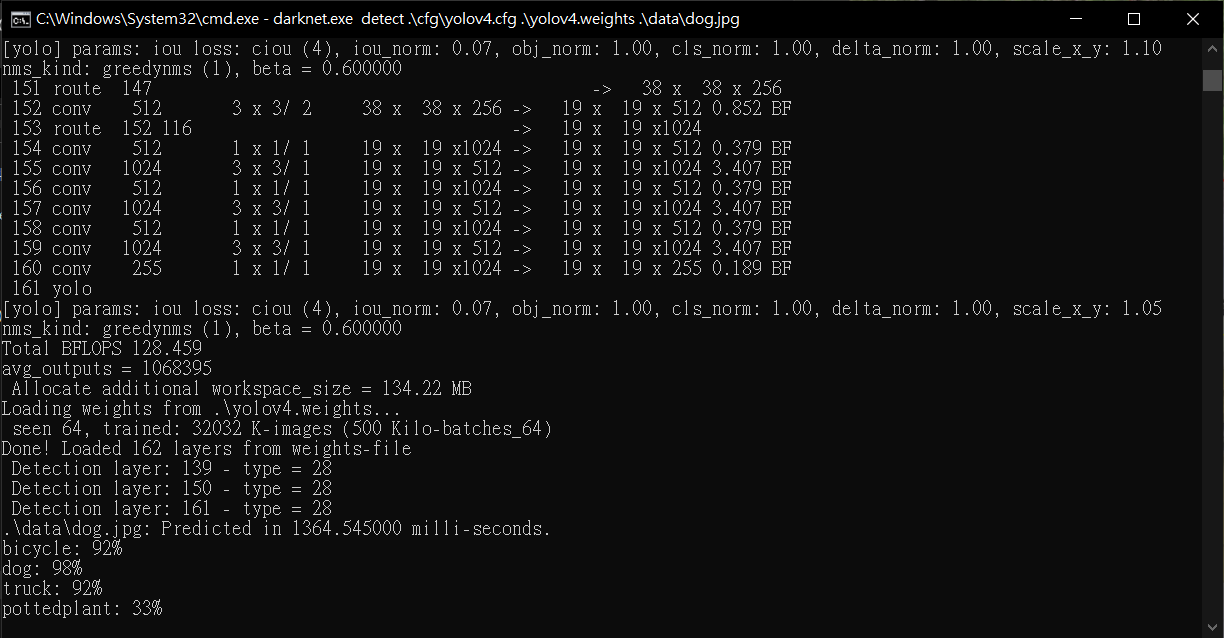 C:\Windows\System32\cmd.exe - darknet.exe  detect .\cfg\yolov4.cfg .\yolov4.weights .\data\dog.jpg
[yolo] params: iou loss: ciou (4), iou_norm: 0.07, obj_norm: 1.00, cls_norm: 1.00, delta_norm: 1.00, scale_x_y: 1.10
nms_kind: greedynms (1), beta = 0.600000
 151 route  147                                            ->   38 x  38 x 256
 152 conv    512       3 x 3/ 2     38 x  38 x 256 ->   19 x  19 x 512 0.852 BF
 153 route  152 116                                ->   19 x  19 x1024
 154 conv    512       1 x 1/ 1     19 x  19 x1024 ->   19 x  19 x 512 0.379 BF
 155 conv   1024       3 x 3/ 1     19 x  19 x 512 ->   19 x  19 x1024 3.407 BF
 156 conv    512       1 x 1/ 1     19 x  19 x1024 ->   19 x  19 x 512 0.379 BF
 157 conv   1024       3 x 3/ 1     19 x  19 x 512 ->   19 x  19 x1024 3.407 BF
 158 conv    512       1 x 1/ 1     19 x  19 x1024 ->   19 x  19 x 512 0.379 BF
 159 conv   1024       3 x 3/ 1     19 x  19 x 512 ->   19 x  19 x1024 3.407 BF
 160 conv    255       1 x 1/ 1     19 x  19 x1024 ->   19 x  19 x 255 0.189 BF
 161 yolo
[yolo] params: iou loss: ciou (4), iou_norm: 0.07, obj_norm: 1.00, cls_norm: 1.00, delta_norm: 1.00, scale_x_y: 1.05
nms_kind: greedynms (1), beta = 0.600000
Total BFLOPS 128.459
avg_outputs = 1068395
 Allocate additional workspace_size = 134.22 MB
Loading weights from .\yolov4.weights...
 seen 64, trained: 32032 K-images (500 Kilo-batches_64)
Done! Loaded 162 layers from weights-file
 Detection layer: 139 - type = 28
 Detection layer: 150 - type = 28
 Detection layer: 161 - type = 28
.\data\dog.jpg: Predicted in 1364.545000 milli-seconds.
bicycle: 92%
dog: 98%
truck: 92%
pottedplant: 33%